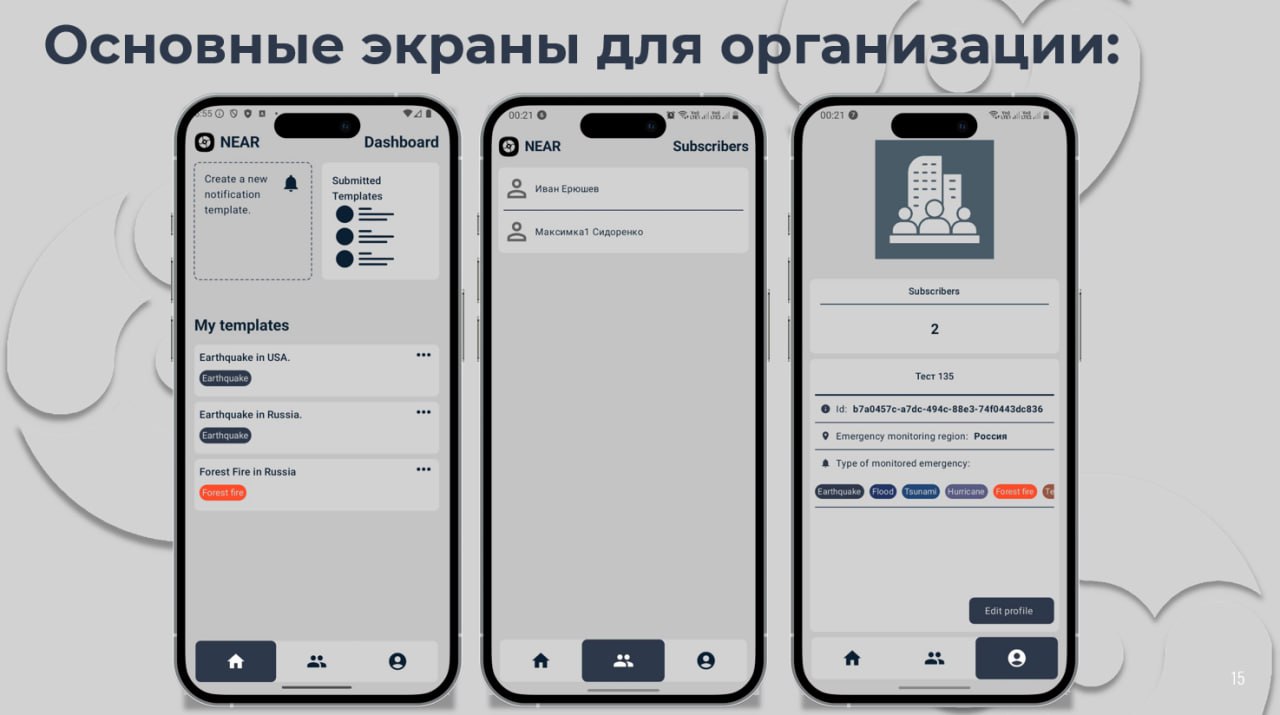 Основные экраны для организации:
5:55
NEAR
Dashboard
Create a new
notification
template.
Submitted
Templates
My templates
Earthquake in USA.
Earthquake
Earthquake in Russia.
Earthquake
Forest Fire in Russia
Forest fire
00:21
NEAR
Subscribers
Иван Ерюшев
Максимка1 Сидоренко
00:21
Subscribers
2
Тест 135
Id: b7a0457c-a7dc-494c-88e3-74f0443dc836
Emergency monitoring region: Россия
Type of monitored emergency:
Earthquake Flood Tsunami Hurricane Forest fire Te
Edit profile
15